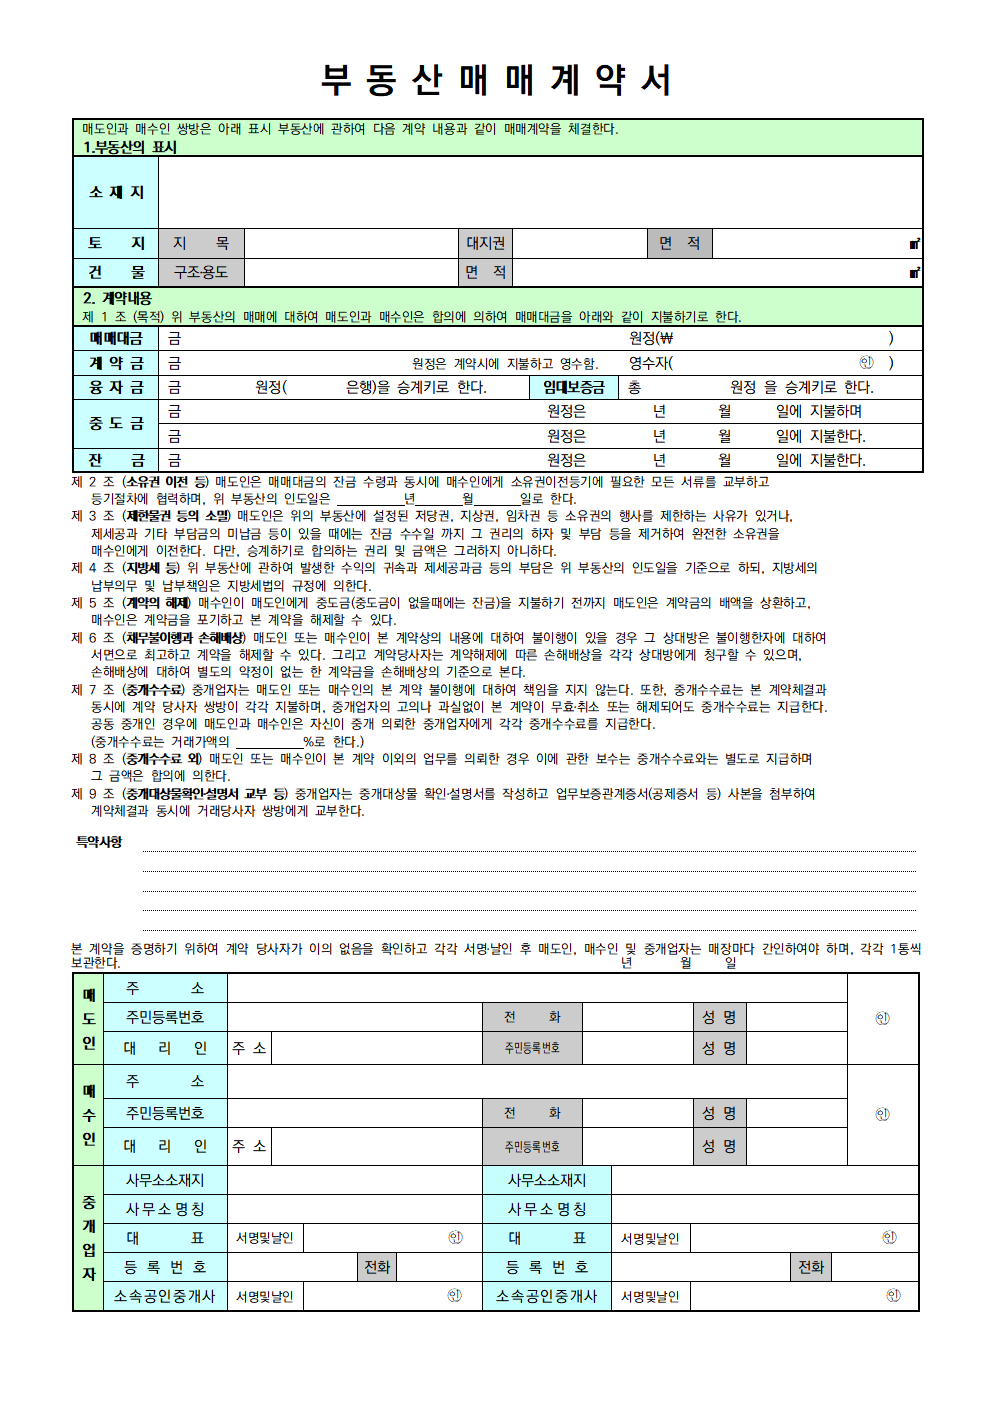 부 동 산 매 매 계 약 서
매도인과 매수인 쌍방은 아래 표시 부동산에 관하여 다음 계약 내용과 같이 매매계약을 체결한다.
1.부동산의 표시
소 재 지
토 지 지 목 대지권 면 적 ㎡
건 물 구조·용도 면 적 ㎡
2. 계약내용
제 1 조 (목적) 위 부동산의 매매에 대하여 매도인과 매수인은 합의에 의하여 매매대금을 아래와 같이 지불하기로 한다.
매매대금 금 원정(₩ )
계 약 금 금 원정은 계약시에 지불하고 영수함. 영수자( ㊞ )
융 자 금 금 원정( 은행)을 승계키로 한다. 임대보증금 총 원정 을 승계키로 한다.
중 도 금 금 원정은 년 월 일에 지불하며
금 원정은 년 월 일에 지불한다.
잔 금 금 원정은 년 월 일에 지불한다.
제 2 조 (소유권 이전 등) 매도인은 매매대금의 잔금 수령과 동시에 매수인에게 소유권이전등기에 필요한 모든 서류를 교부하고
등기절차에 협력하며, 위 부동산의 인도일은 ______년______월______일로 한다.
제 3 조 (제한물권 등의 소멸) 매도인은 위의 부동산에 설정된 저당권, 지상권, 임차권 등 소유권의 행사를 제한하는 사유가 있거나,
제세공과 기타 부담금의 미납금 등이 있을 때에는 잔금 수수일 까지 그 권리의 하자 및 부담 등을 제거하여 완전한 소유권을
매수인에게 이전한다. 다만, 승계하기로 합의하는 권리 및 금액은 그러하지 아니하다.
제 4 조 (지방세 등) 위 부동산에 관하여 발생한 수익의 귀속과 제세공과금 등의 부담은 위 부동산의 인도일을 기준으로 하되, 지방세의
납부의무 및 납부책임은 지방세법의 규정에 의한다.
제 5 조 (계약의 해제) 매수인이 매도인에게 중도금(중도금이 없을때에는 잔금)을 지불하기 전까지 매도인은 계약금의 배액을 상환하고,
매수인은 계약금을 포기하고 본 계약을 해제할 수 있다.
제 6 조 (채무불이행과 손해배상) 매도인 또는 매수인이 본 계약상의 내용에 대하여 불이행이 있을 경우 그 상대방은 불이행한자에 대하여
서면으로 최고하고 계약을 해제할 수 있다. 그리고 계약당사자는 계약해제에 따른 손해배상을 각각 상대방에게 청구할 수 있으며,
손해배상에 대하여 별도의 약정이 없는 한 계약금을 손해배상의 기준으로 본다.
제 7 조 (중개수수료) 중개업자는 매도인 또는 매수인의 본 계약 불이행에 대하여 책임을 지지 않는다. 또한, 중개수수료는 본 계약체결과
동시에 계약 당사자 쌍방이 각각 지불하며, 중개업자의 고의나 과실없이 본 계약이 무효·취소 또는 해제되어도 중개수수료는 지급한다.
공동 중개인 경우에 매도인과 매수인은 자신이 중개 의뢰한 중개업자에게 각각 중개수수료를 지급한다.
(중개수수료는 거래가액의 ______%로 한다.)
제 8 조 (중개수수료 외) 매도인 또는 매수인이 본 계약 이외의 업무를 의뢰한 경우 이에 관한 보수는 중개수수료와는 별도로 지급하며
그 금액은 합의에 의한다.
제 9 조 (중개대상물확인·설명서 교부 등) 중개업자는 중개대상물 확인·설명서를 작성하고 업무보증관계증서(공제증서 등) 사본을 첨부하여
계약체결과 동시에 거래당사자 쌍방에게 교부한다.
특약사항
본 계약을 증명하기 위하여 계약 당사자가 이의 없음을 확인하고 각각 서명·날인 후 매도인, 매수인 및 중개업자는 매장마다 간인하여야 하며, 각각 1통씩
보관한다. 년 월 일
매도인
주 소
주민등록번호 전 화 성 명 ㊞
대 리 인 주 소 주민등록번호 성 명
매수인
주 소
주민등록번호 전 화 성 명 ㊞
대 리 인 주 소 주민등록번호 성 명
중개업자
사무소소재지 사무소소재지
사무소명칭 사무소명칭
대 표 서명및날인 ㊞ 대 표 서명및날인 ㊞
등 록 번 호 전화 등 록 번 호 전화
소속공인중개사 서명및날인 ㊞ 소속공인중개사 서명및날인 ㊞